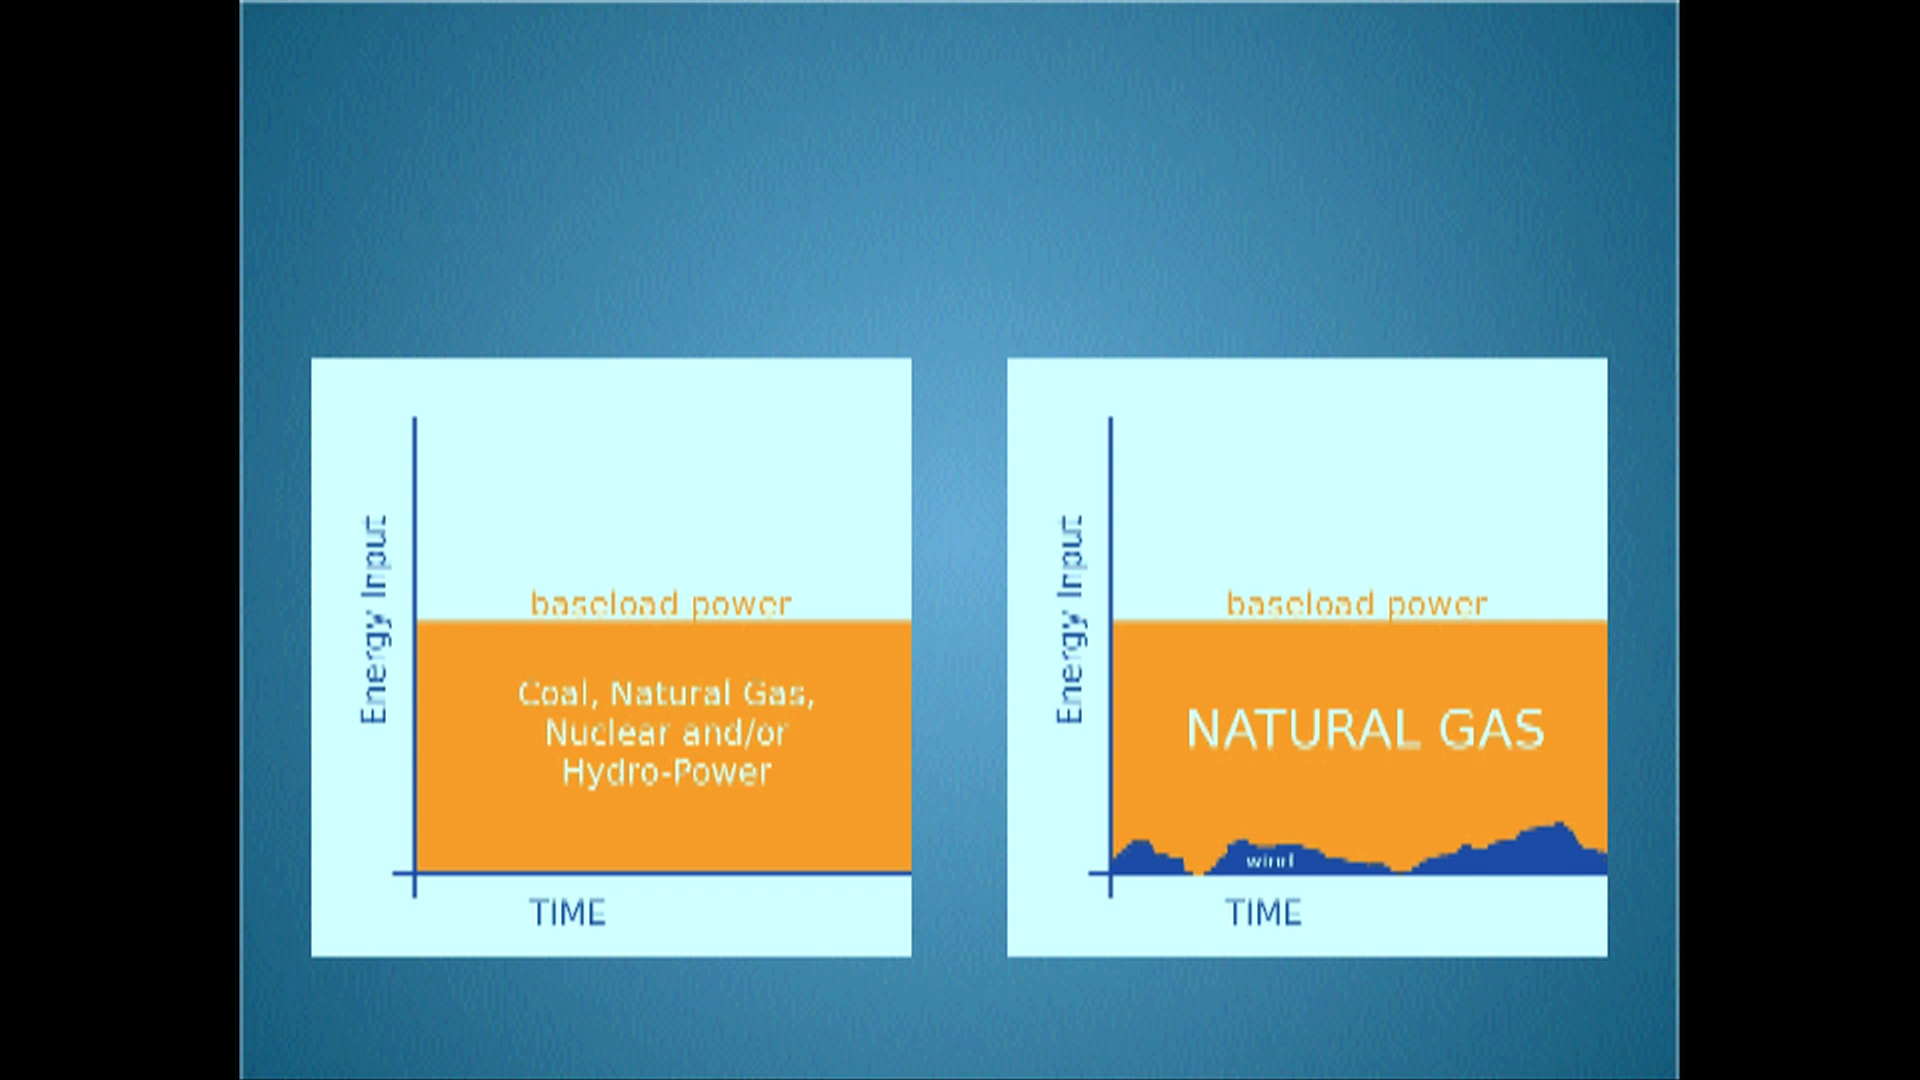 baseload power
Energy Input
Coal, Natural Gas,
Nuclear and/or
Hydro-Power
TIME
baseload power
Energy Input
NATURAL GAS
wind
TIME